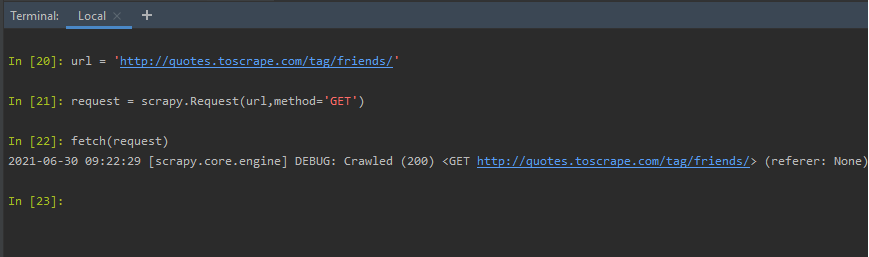 Terminal: Local × +
In [20]: url = 'http://quotes.toscrape.com/tag/friends/'
In [21]: request = scrapy.Request(url,method='GET')
In [22]: fetch(request)
2021-06-30 09:22:29 [scrapy.core.engine] DEBUG: Crawled (200) <GET http://quotes.toscrape.com/tag/friends/> (referer: None)
In [23]: